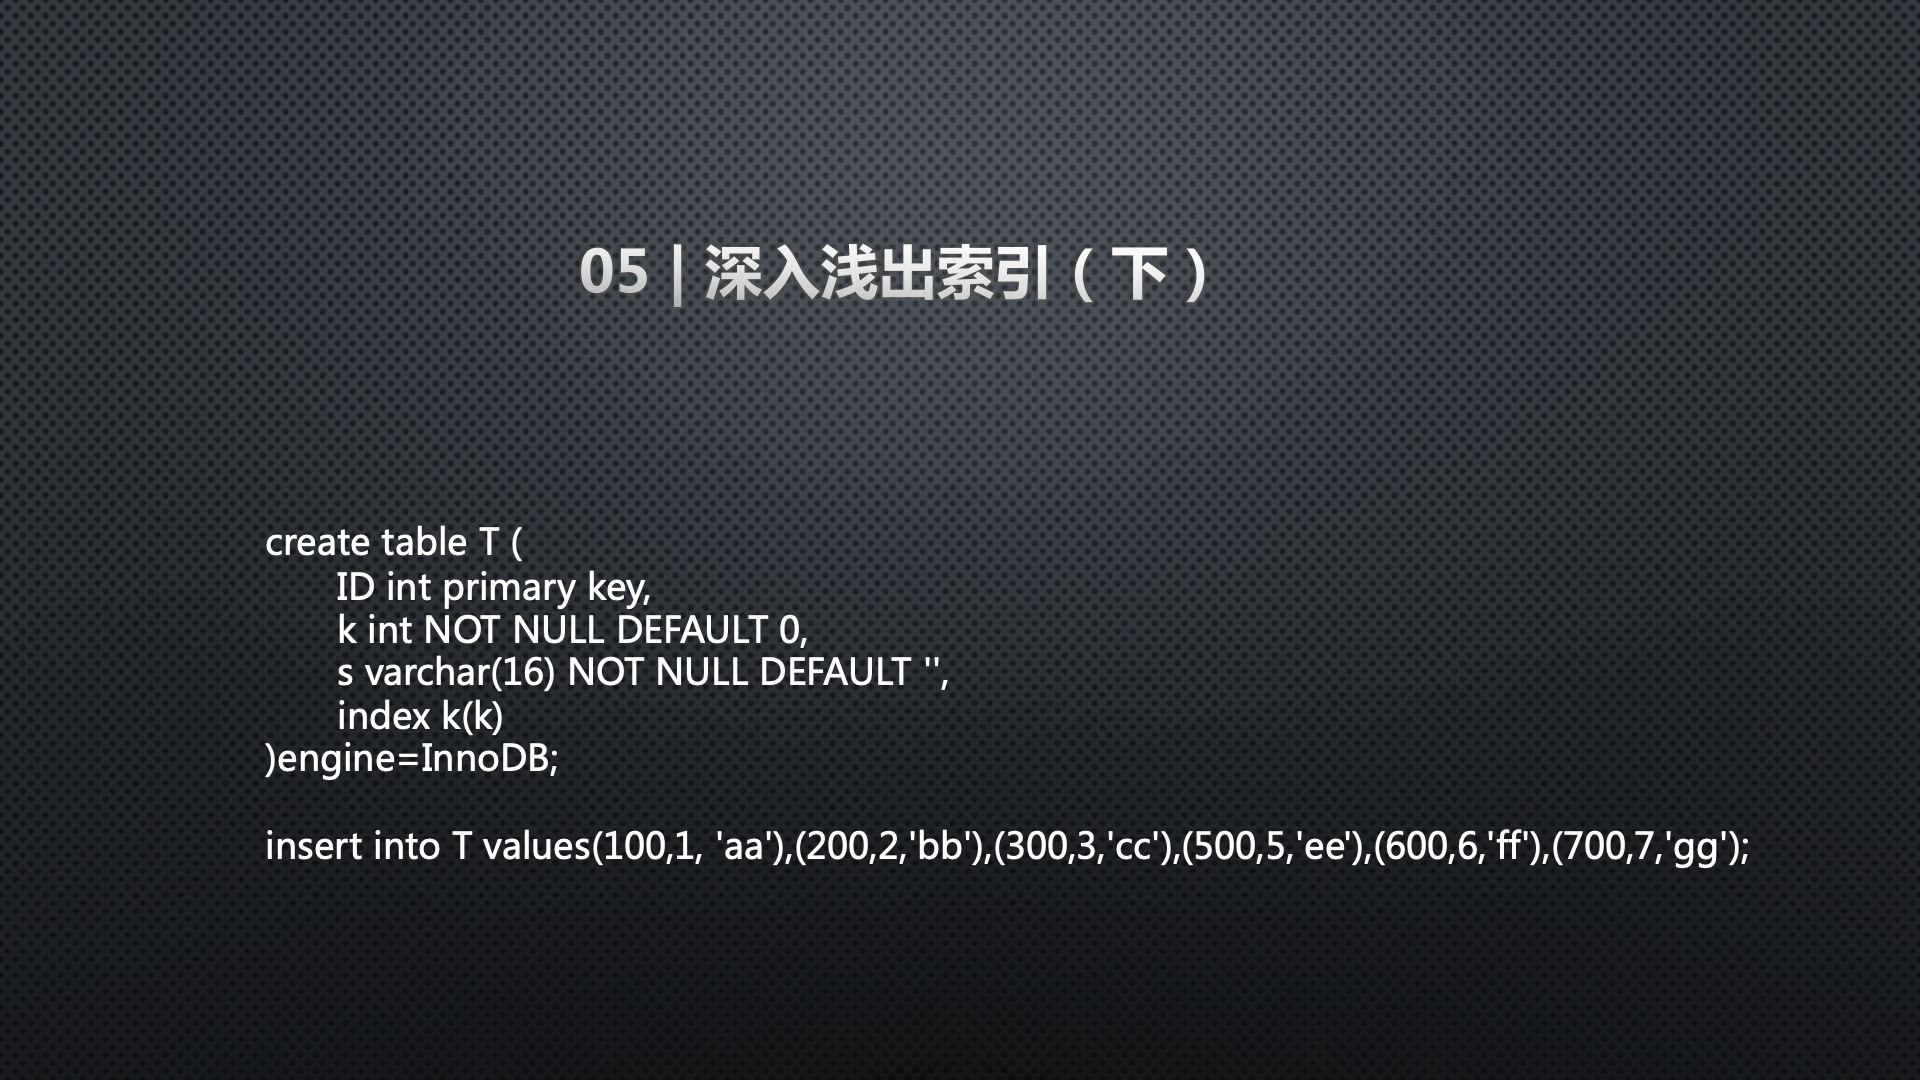 05 | 深入浅出索引（下）
create table T (
ID int primary key,
k int NOT NULL DEFAULT 0,
s varchar(16) NOT NULL DEFAULT '',
index k(k)
)engine=InnoDB;
insert into T values(100,1, 'aa'),(200,2,'bb'),(300,3,'cc'),(500,5,'ee'),(600,6,'ff'),(700,7,'gg');